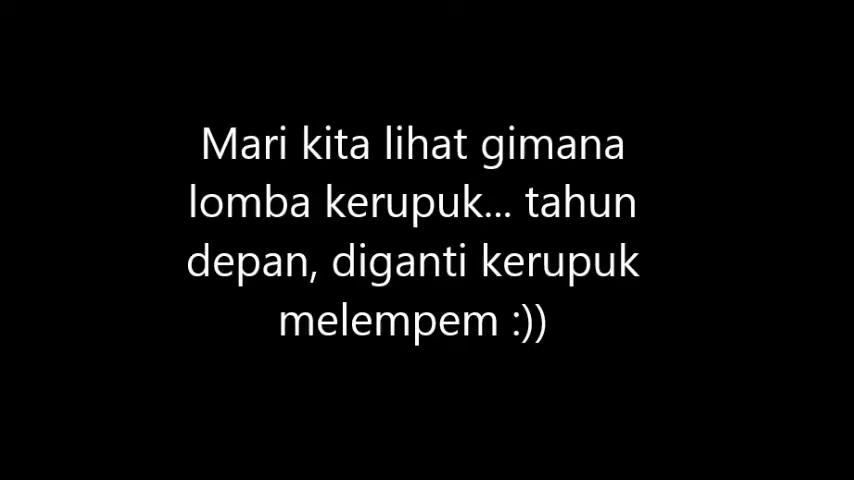 Mari kita lihat gimana
lomba kerupuk... tahun
depan, diganti kerupuk
melempem :))